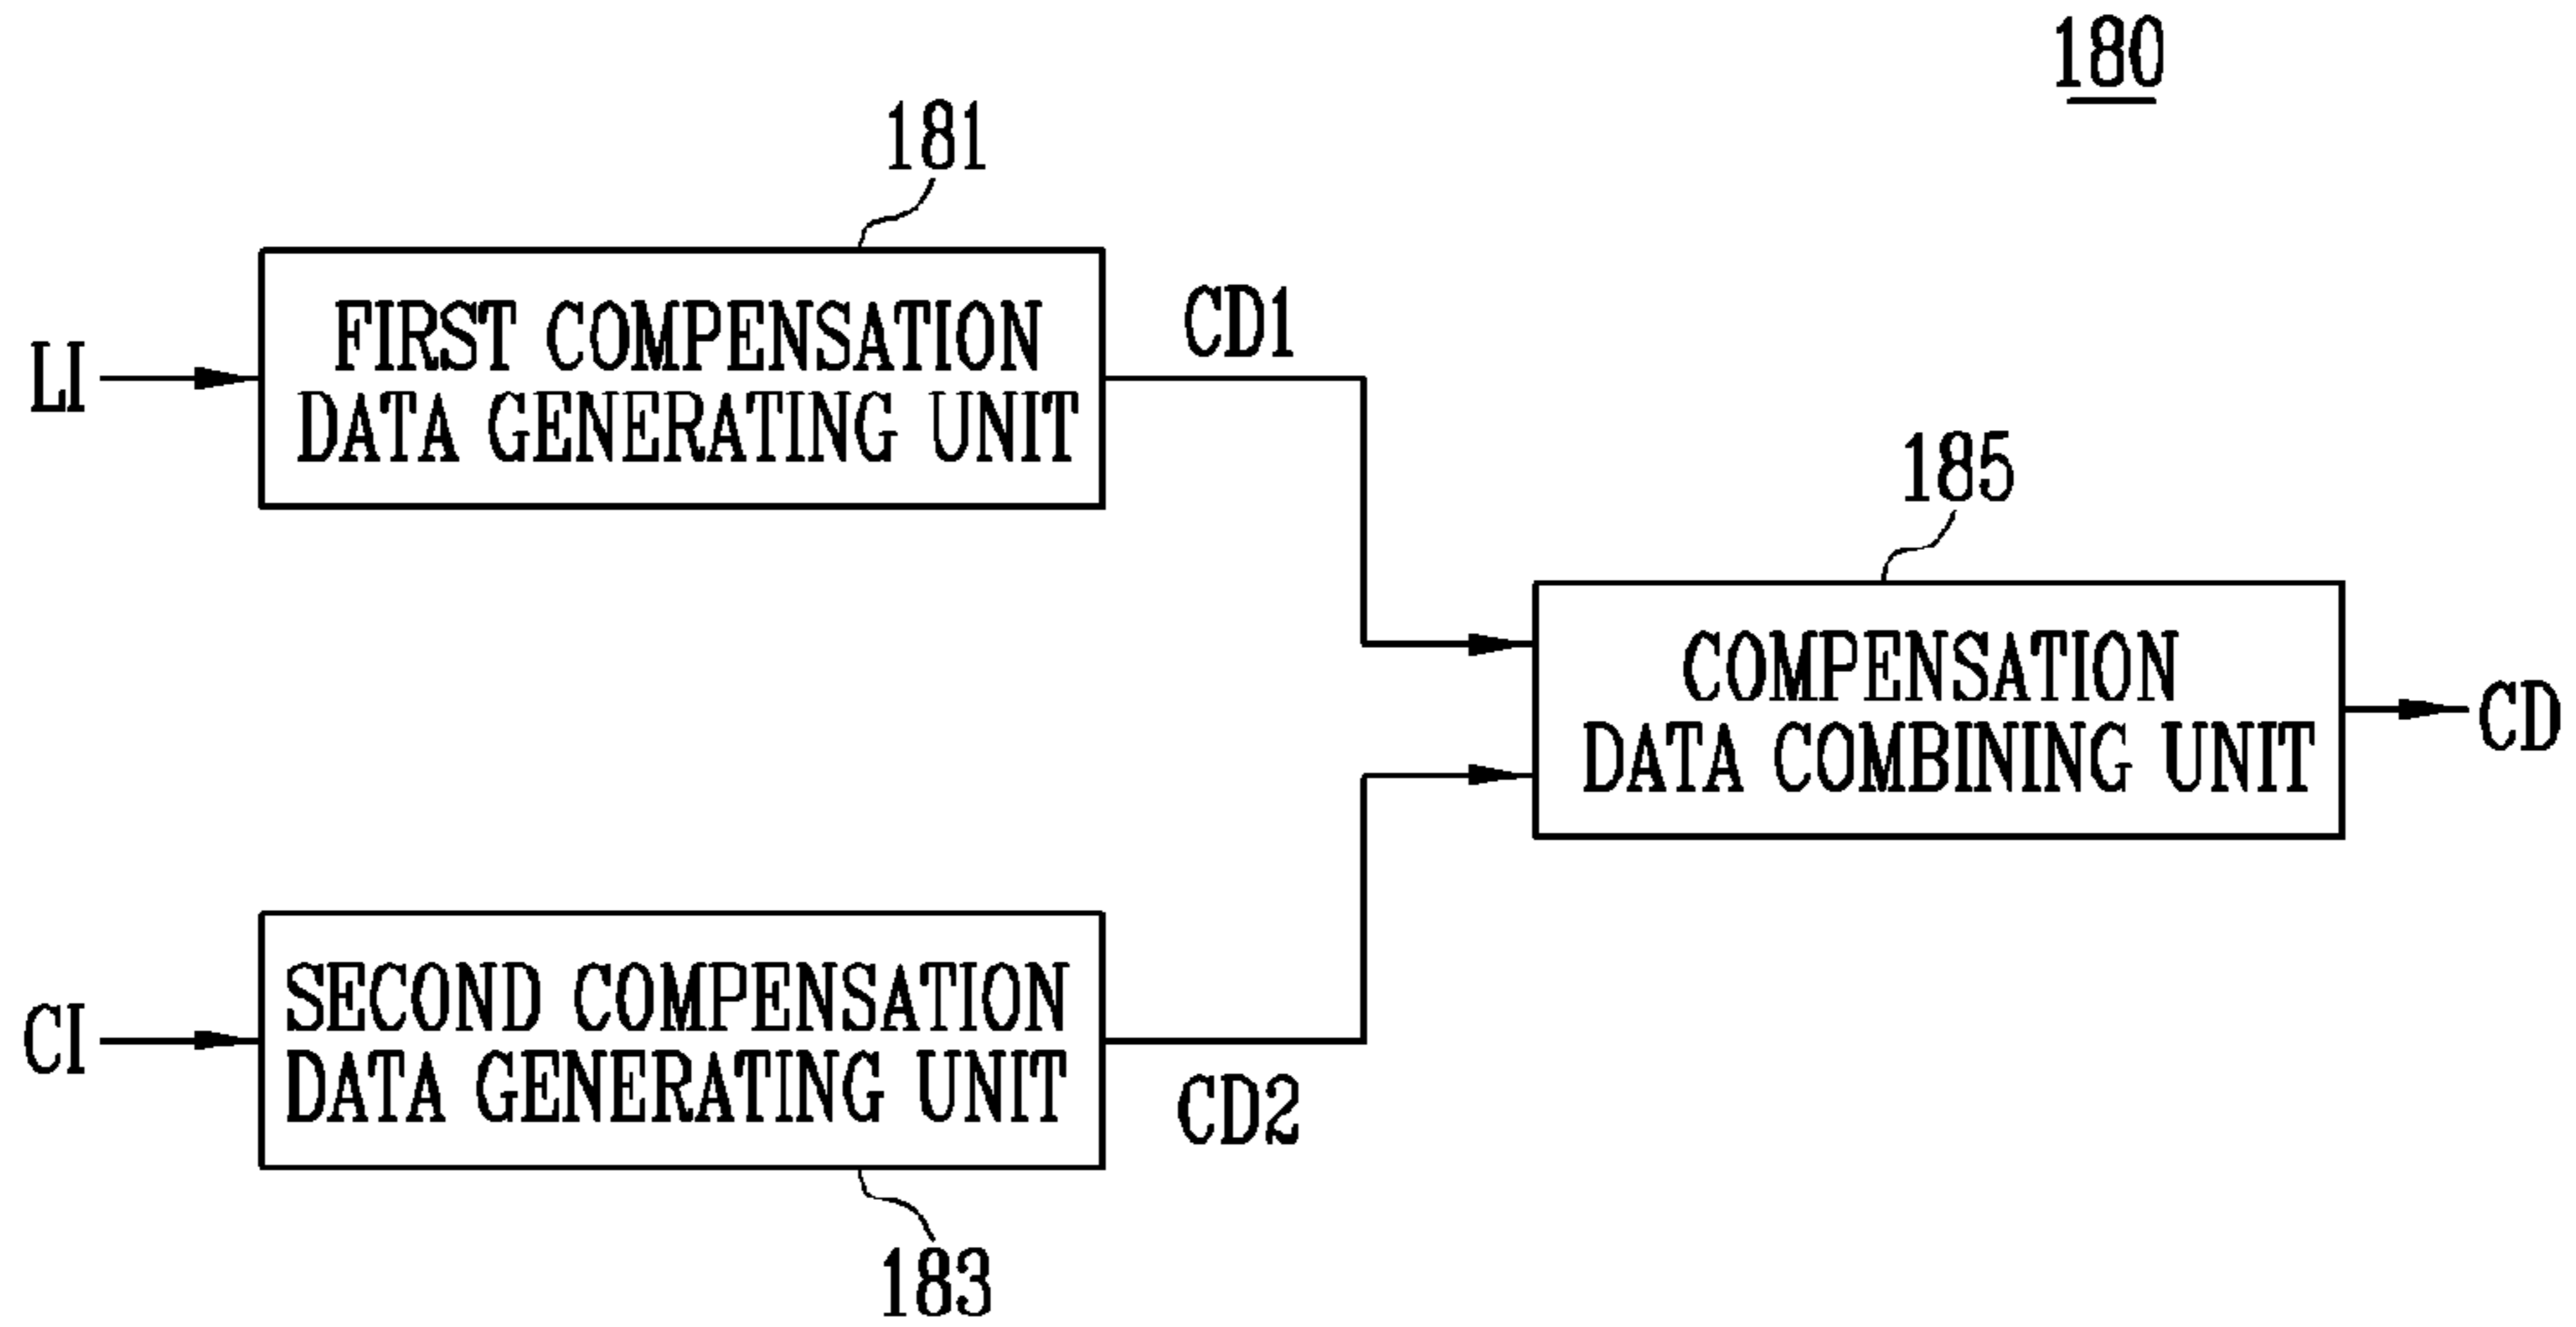 180
181
FIRST COMPENSATION
DATA GENERATING UNIT
LI
CD1
185
COMPENSATION
DATA COMBINING UNIT
CD
SECOND COMPENSATION
DATA GENERATING UNIT
CI
CD2
183